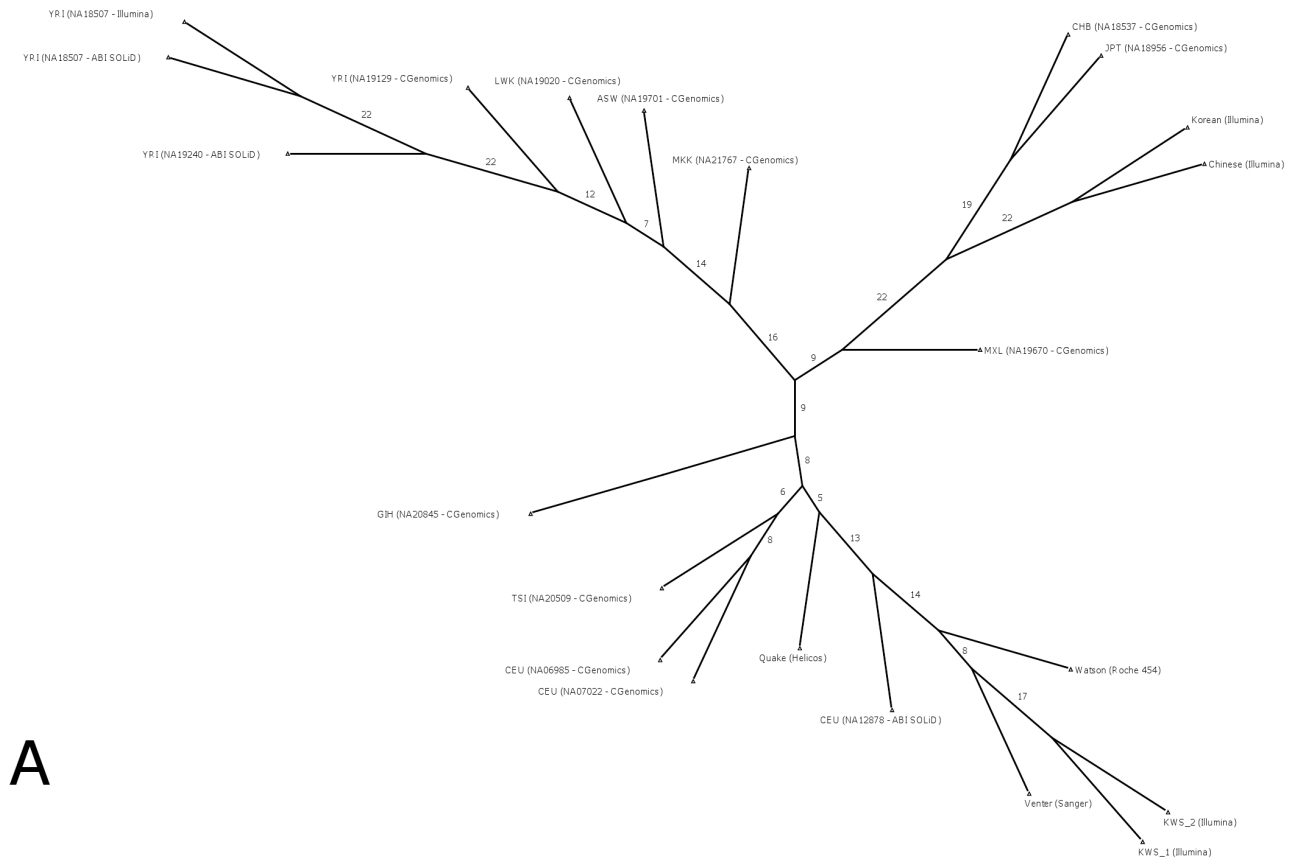 YRI (NA18507 - Illumina)
CHB (NA18537 - CGenomics)
JPT (NA18956 - CGenomics)
YRI (NA18507 - ABI SOLiD)
YRI (NA19129 - CGenomics)
LWK (NA19020 - CGenomics)
ASW (NA19701 - CGenomics)
22
Korean (Illumina)
YRI (NA19240 - ABI SOLiD)
22
MKK (NA21767 - CGenomics)
Chinese (Illumina)
12
19
7
22
14
22
16
9
MXL (NA19670 - CGenomics)
9
8
6
5
GIH (NA20845 - CGenomics)
8
13
TSI (NA20509 - CGenomics)
14
8
Quake (Helicos)
CEU (NA06985 - CGenomics)
Watson (Roche 454)
CEU (NA07022 - CGenomics)
17
CEU (NA12878 - ABI SOLiD)
A
Venter (Sanger)
KWS_2 (Illumina)
KWS_1 (Illumina)